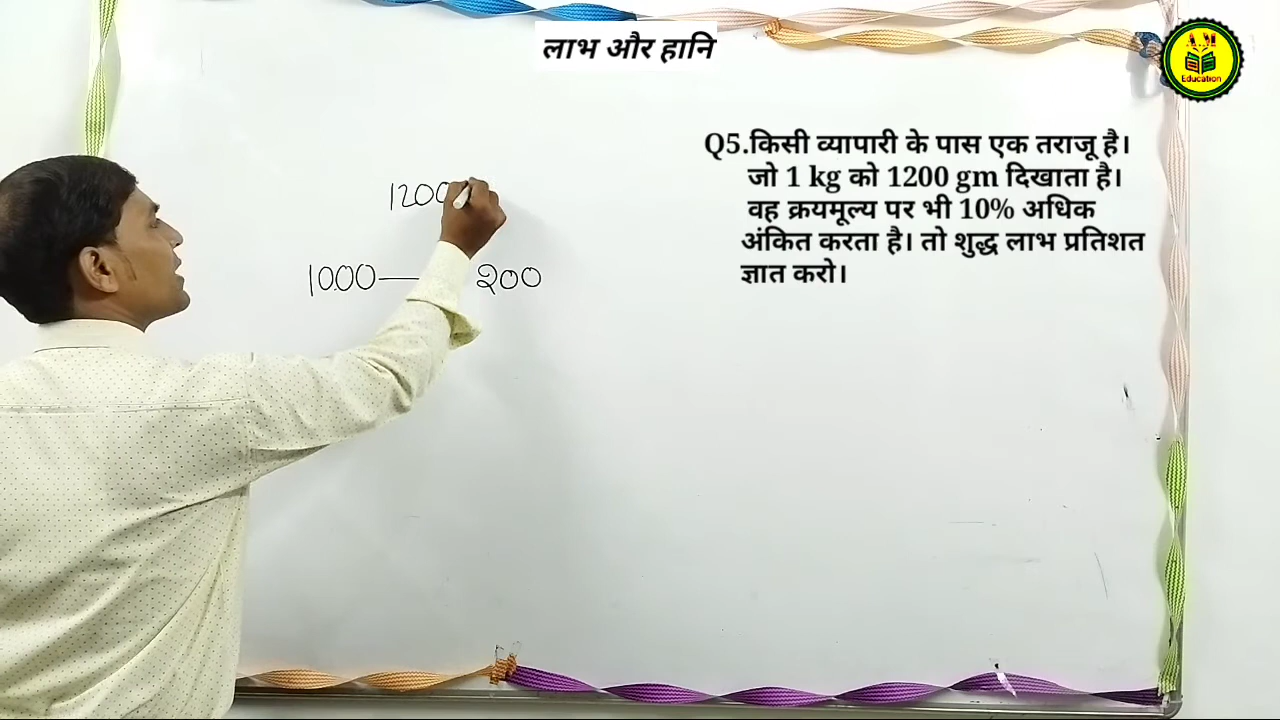 लाभ और हानि
A.M
Education
Q5.किसी व्यापारी के पास एक तराजू है।
जो 1 kg को 1200 gm दिखाता है।
वह क्रयमूल्य पर भी 10% अधिक
अंकित करता है। तो शुद्ध लाभ प्रतिशत
ज्ञात करो।
1200
1000— 200